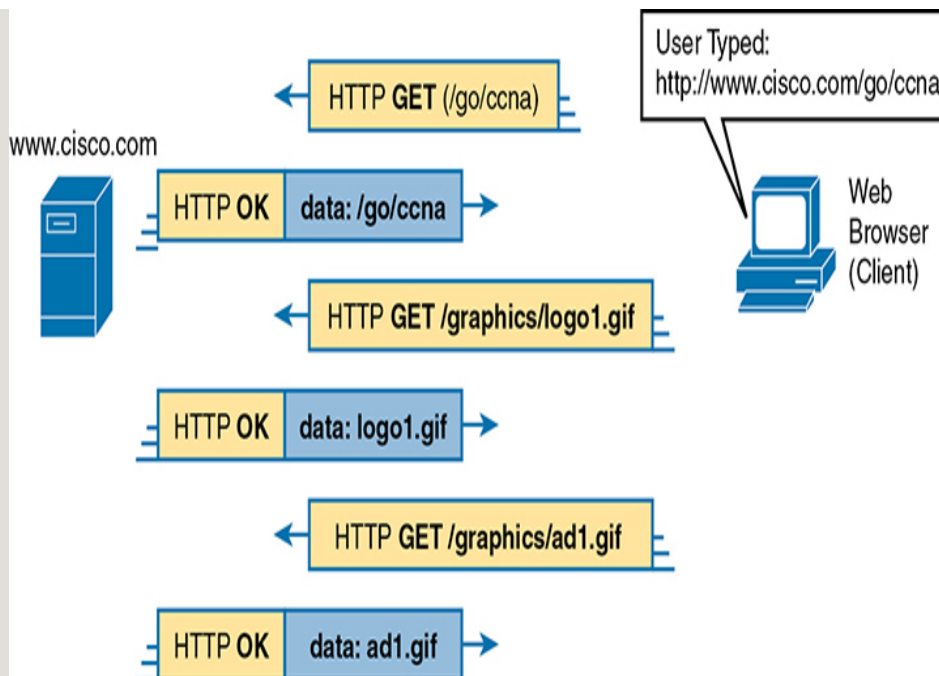 User Typed:
http://www.cisco.com/go/ccna
HTTP GET (/go/ccna)
www.cisco.com
HTTP OK data: /go/ccna
Web
Browser
(Client)
HTTP GET /graphics/logo1.gif
HTTP OK data: logo1.gif
HTTP GET /graphics/ad1.gif
HTTP OK data: ad1.gif